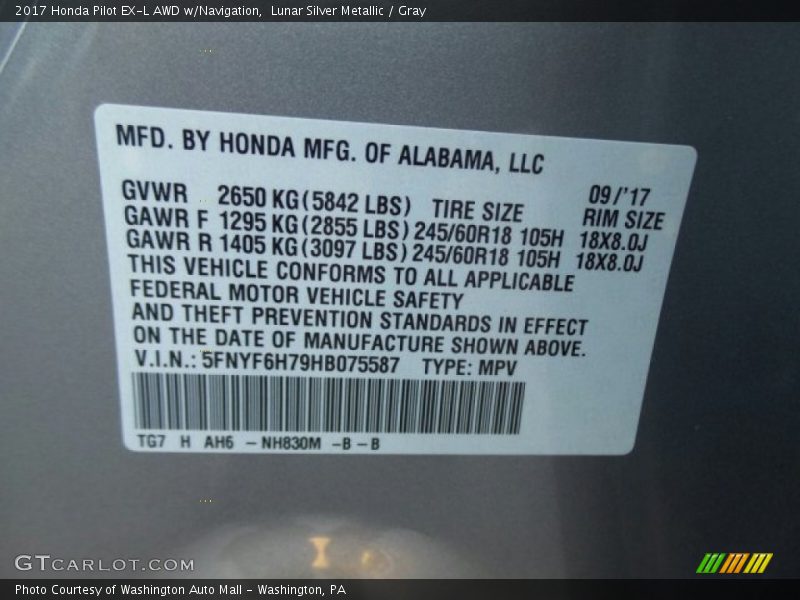 2017 Honda Pilot EX-L AWD w/Navigation,  Lunar Silver Metallic / Gray
MFD. BY HONDA MFG. OF ALABAMA, LLC
09/'17
GVWR 2650 KG(5842 LBS) TIRE SIZE RIM SIZE
GAWR F 1295 KG(2855 LBS) 245/60R18 105H 18X8.0J
GAWR R 1405 KG(3097 LBS) 245/60R18 105H 18X8.0J
THIS VEHICLE CONFORMS TO ALL APPLICABLE
FEDERAL MOTOR VEHICLE SAFETY
AND THEFT PREVENTION STANDARDS IN EFFECT
ON THE DATE OF MANUFACTURE SHOWN ABOVE.
V.I.N.: 5FNYF6H79HB075587 TYPE: MPV
TG7 H AH6 -NH830M -B-B
GTCARLOT.COM
Photo Courtesy of Washington Auto Mall - Washington, PA